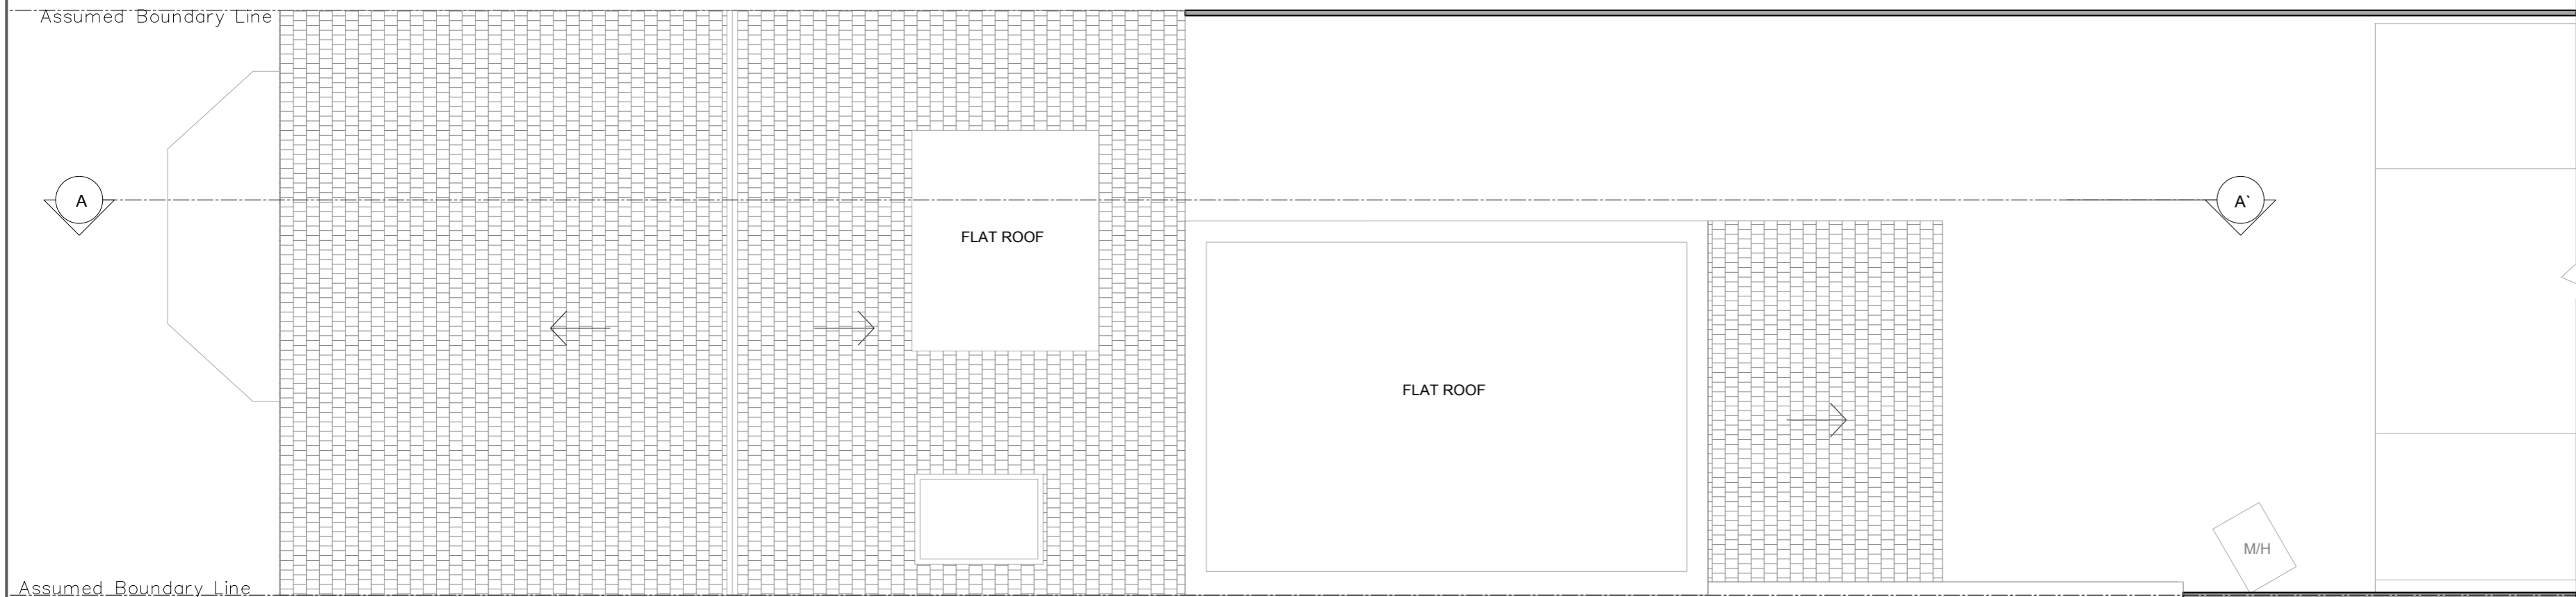 Assumed Boundary Line
A
A`
FLAT ROOF
FLAT ROOF
M/H
Assumed Boundary Line